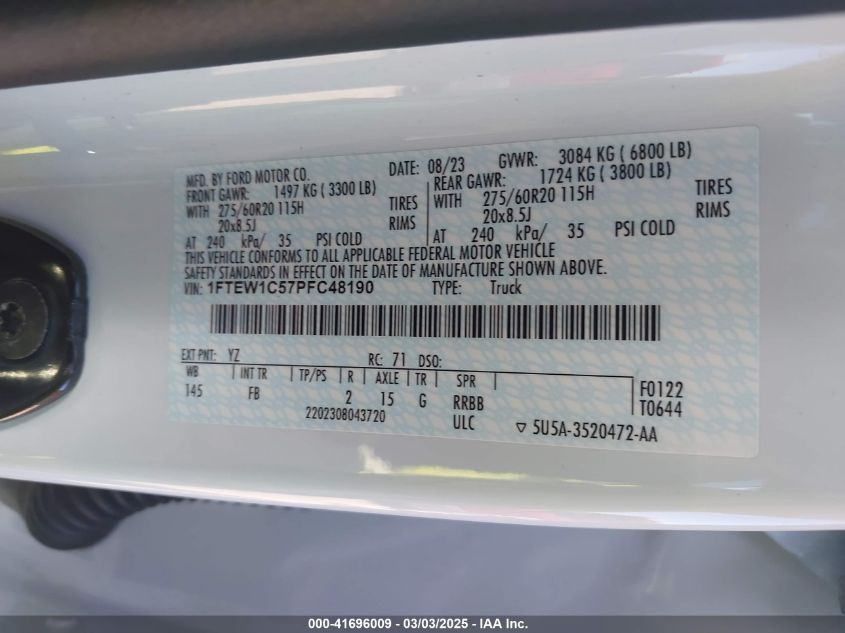 MFD. BY FORD MOTOR CO. DATE: 08/23 GVWR: 3084 KG ( 6800 LB)
FRONT GAWR: 1497 KG ( 3300 LB) REAR GAWR: 1724 KG ( 3800 LB)
WITH 275/60R20 115H TIRES WITH 275/60R20 115H TIRES
20x8.5J RIMS 20x8.5J RIMS
AT 240 kPa/ 35 PSI COLD AT 240 kPa/ 35 PSI COLD
THIS VEHICLE CONFORMS TO ALL APPLICABLE FEDERAL MOTOR VEHICLE
SAFETY STANDARDS IN EFFECT ON THE DATE OF MANUFACTURE SHOWN ABOVE.
VIN: 1FTEW1C57PFC48190 TYPE: Truck
EXT PNT: YZ RC: 71 DSO:
WB INT TR TP/PS R AXLE TR SPR
145 FB 2 15 G RRBB
2202308043720 ULC
F0122
T0644
▽ 5U5A-3520472-AA
000-41696009 - 03/03/2025 - IAA Inc.